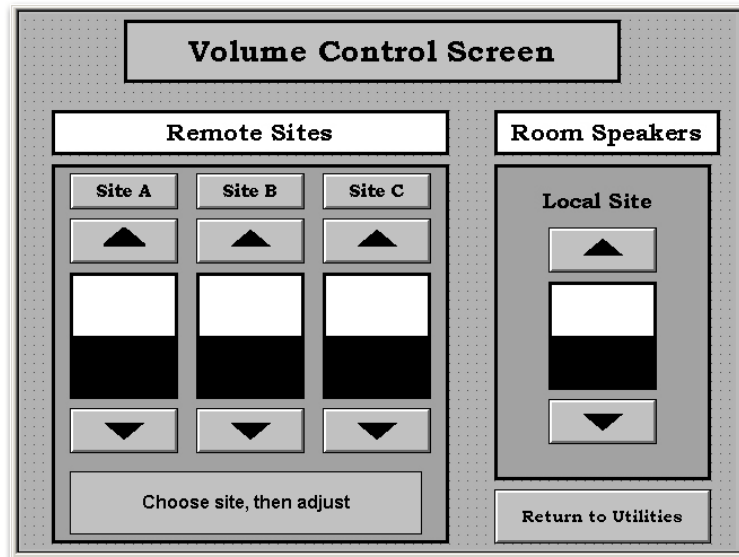 Volume Control Screen
Remote Sites
Room Speakers
Site A
Site B
Site C
Local Site
Choose site, then adjust
Return to Utilities